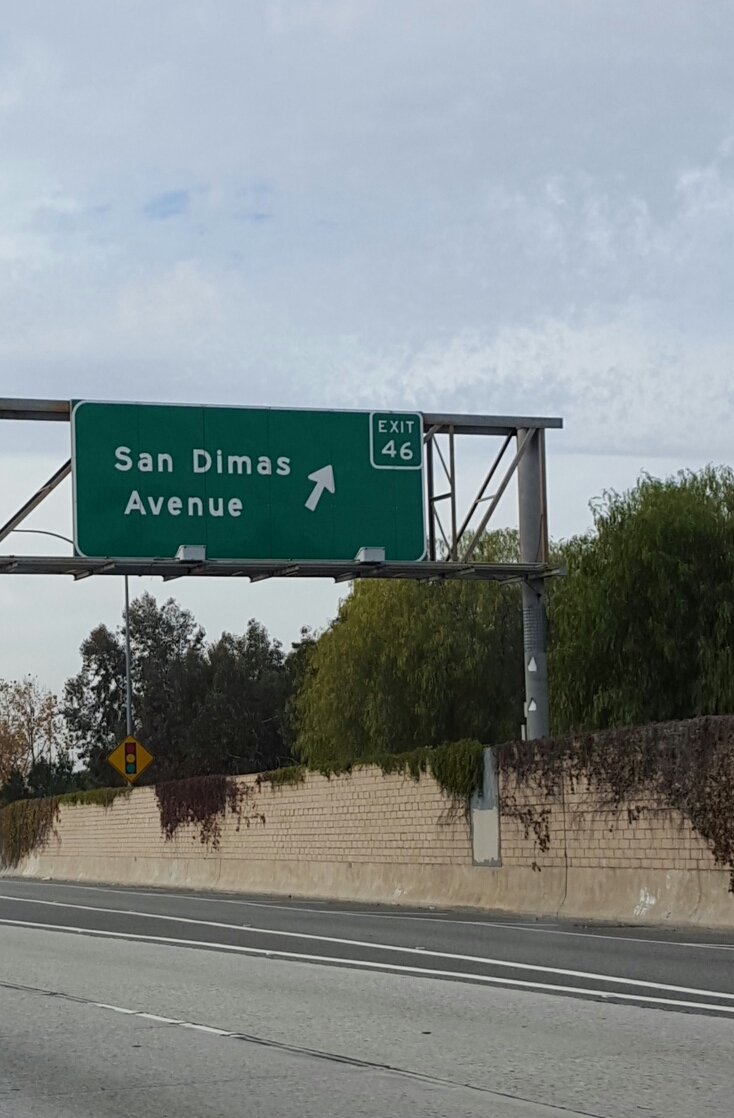 EXIT
46
San Dimas
Avenue